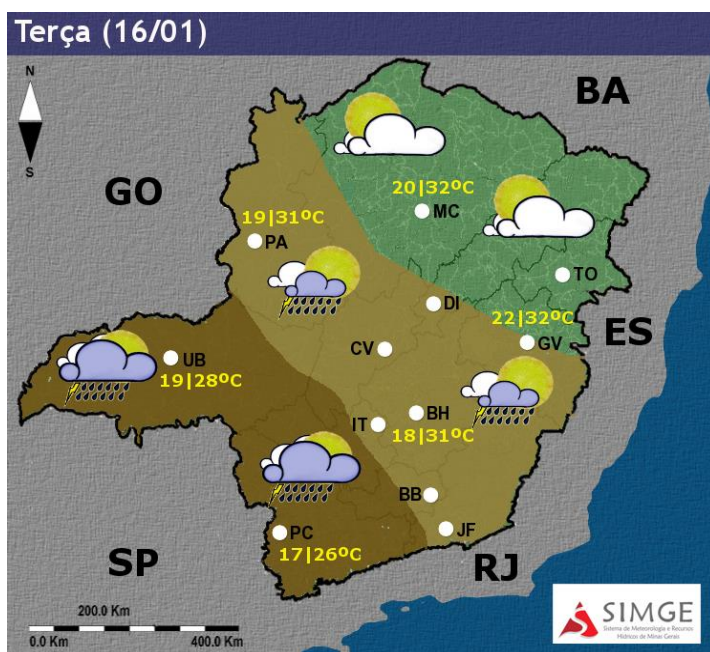 Terça (16/01)
N
S
BA
GO
20|32ºC
MC
19|31ºC
PA
TO
DI
ES
22|32ºC
GV
CV
UB
19|28ºC
BH
IT
18|31ºC
BB
JF
PC
17|26ºC
SP
RJ
200.0 Km
0.0 Km
400.0 Km
SIMGE
Sistema de Meteorologia e Recursos
Hídricos de Minas Gerais